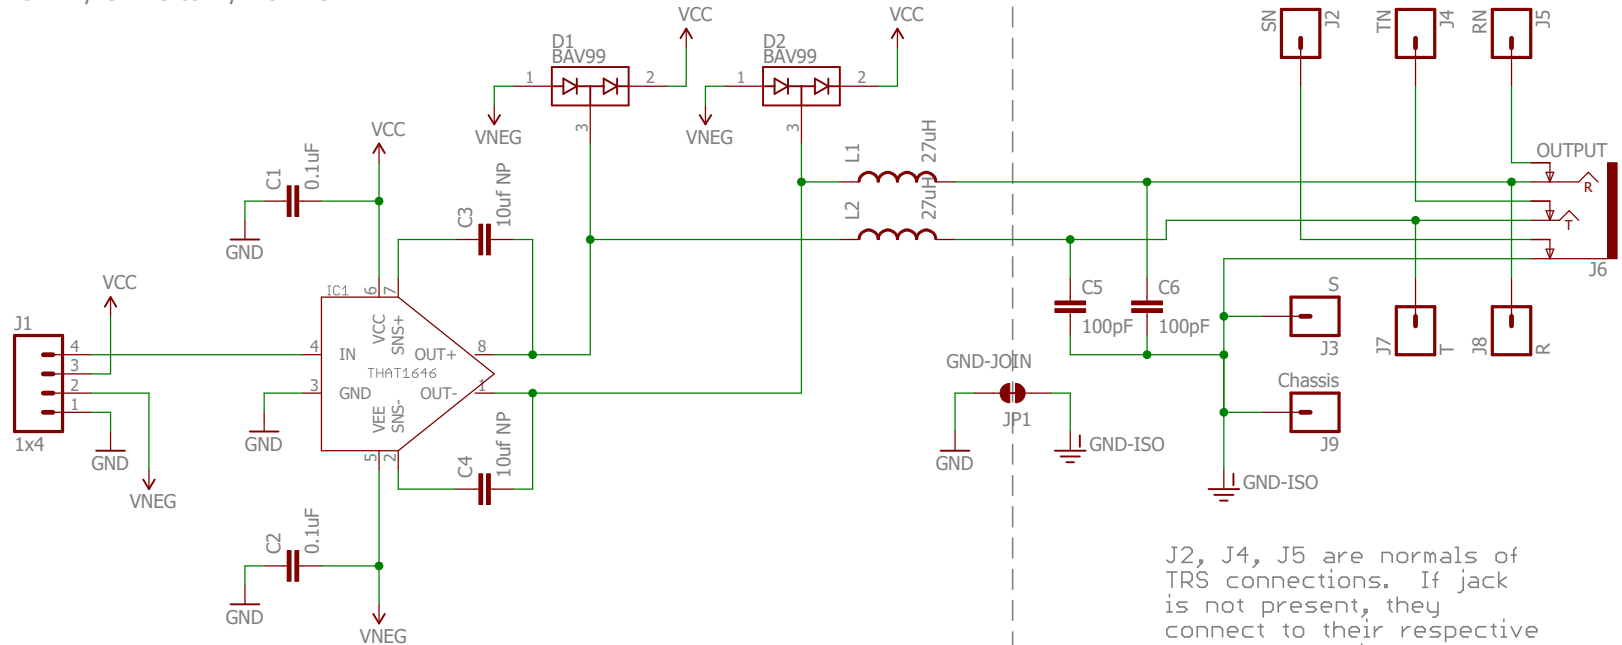 VCC
VCC
SN
J2
TN
J4
RN
J5
D1
BAV99
D2
BAV99
1
2
1
2
3
3
VNEG
VNEG
VCC
C1
0.1uF
L1
27uH
L2
27uH
OUTPUT
R
T
J6
GND
C3
10uf NP
VCC
IC1
6
7
J1
4
3
2
1
1x4
4
IN
VCC
SNS+
OUT+
8
THAT1646
3
GND
VEE
SNS-
OUT-
1
5
2
GND
GND
VNEG
C4
10uf NP
C5
100pF
C6
100pF
S
J3
J7
T
J8
R
GND-JOIN
JP1
Chassis
J9
GND
GND-ISO
GND-ISO
C2
0.1uF
GND
VNEG
J2, J4, J5 are normals of
TRS connections. If jack
is not present, they
connect to their respective